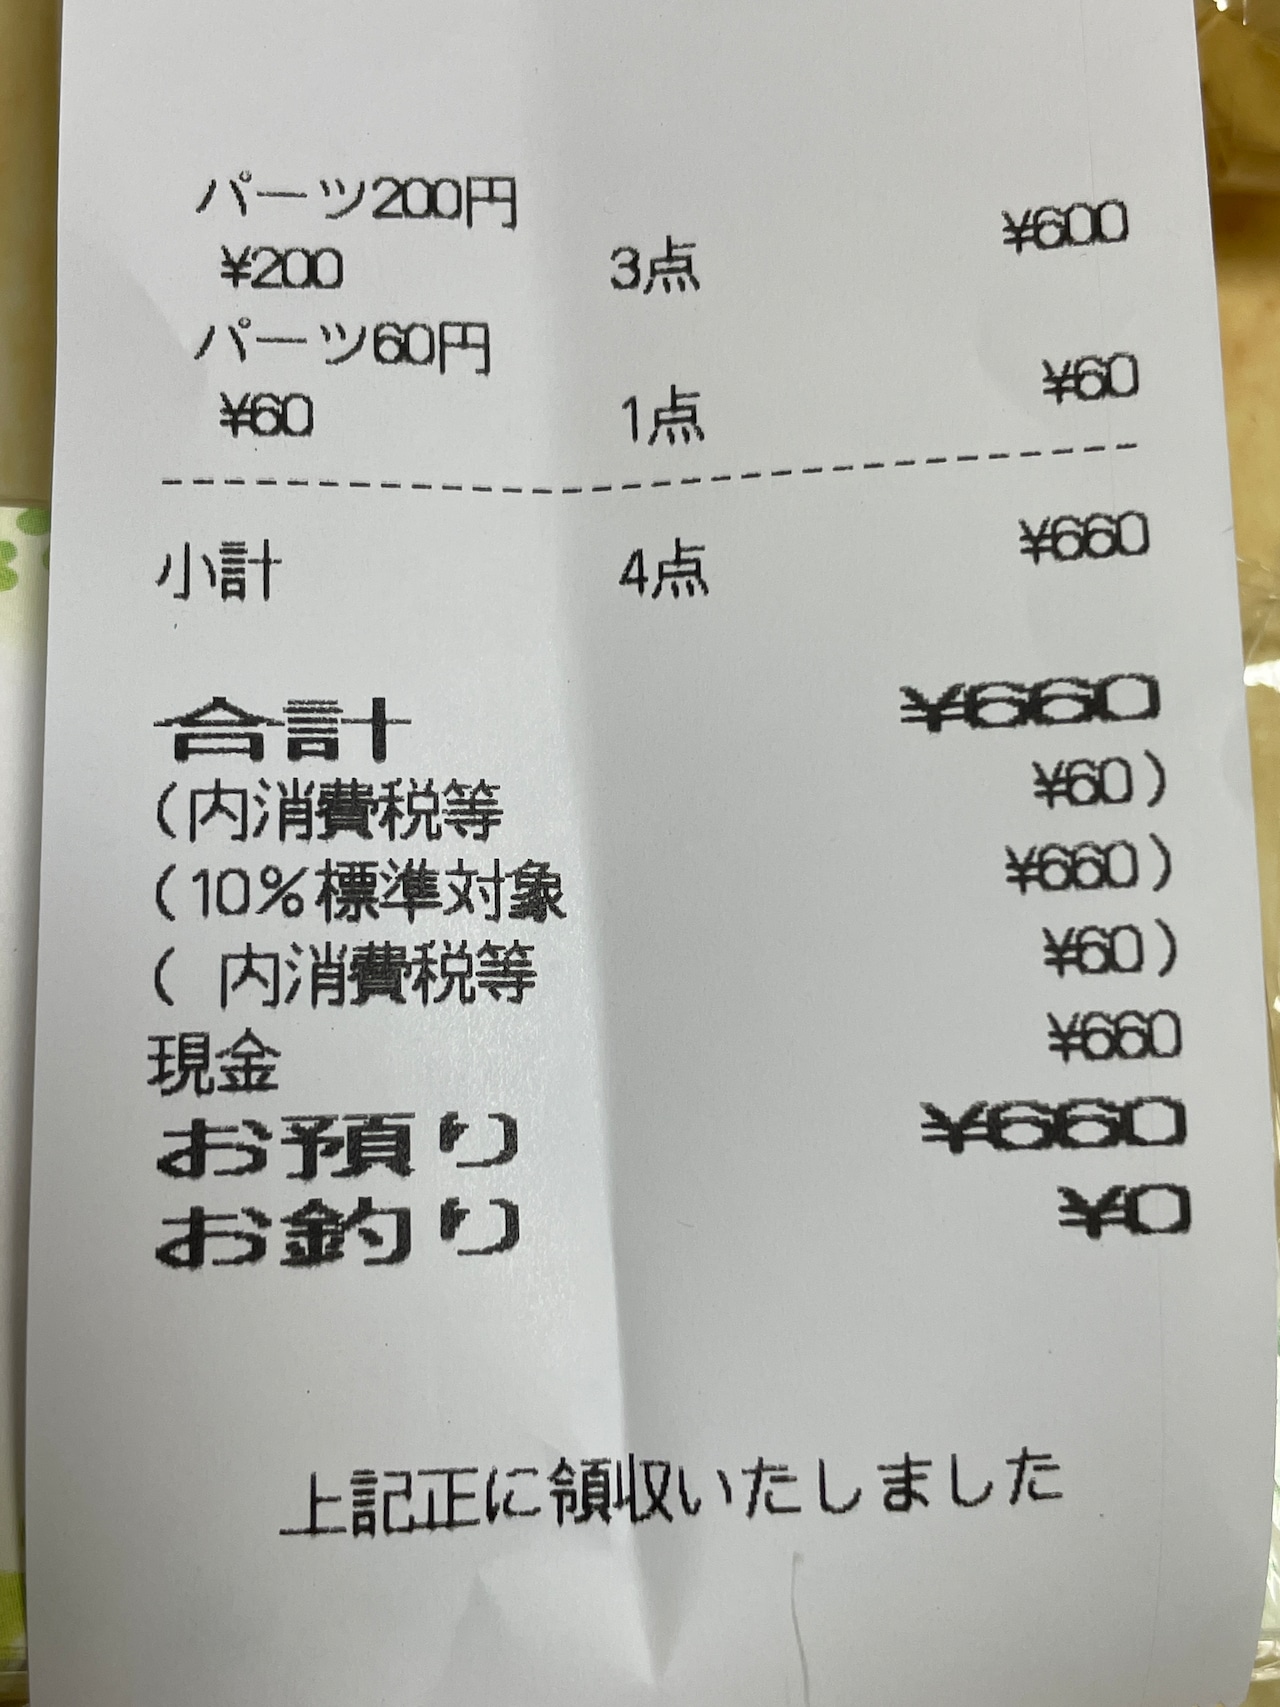 パーツ200円
¥200 3点 ¥600
パーツ60円
¥60 1点 ¥60
小計 4点 ¥660
合計 ¥660
(内消費税等 ¥60)
(10%標準対象 ¥660)
( 内消費税等 ¥60)
現金 ¥660
お預り ¥660
お釣り ¥0
上記正に領収いたしました